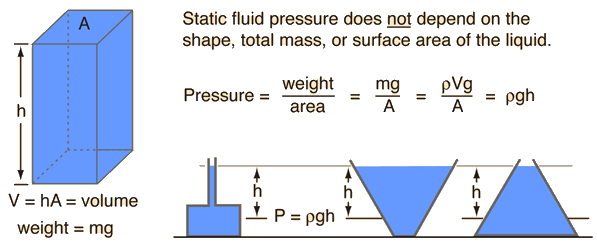 A
h
V = hA = volume
weight = mg
Static fluid pressure does not depend on the
shape, total mass, or surface area of the liquid.
Pressure = weight/area = mg/A = ρVg/A = ρgh
h
P = ρgh
h
h